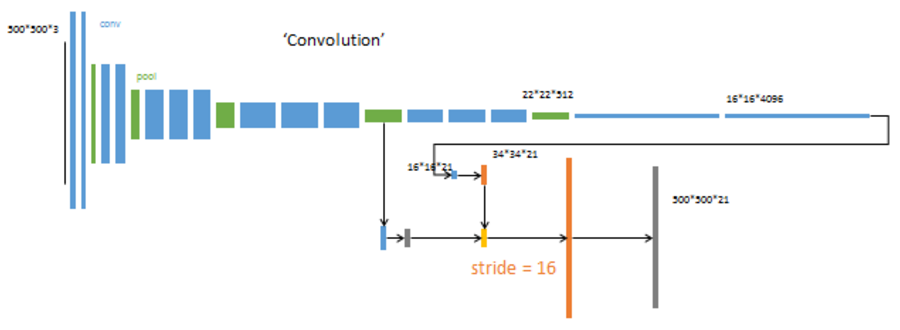 conv
500*500*3
'Convolution'
pool
22*22*512
16*16*4096
34*34*21
16*16*21
500*500*21
stride = 16